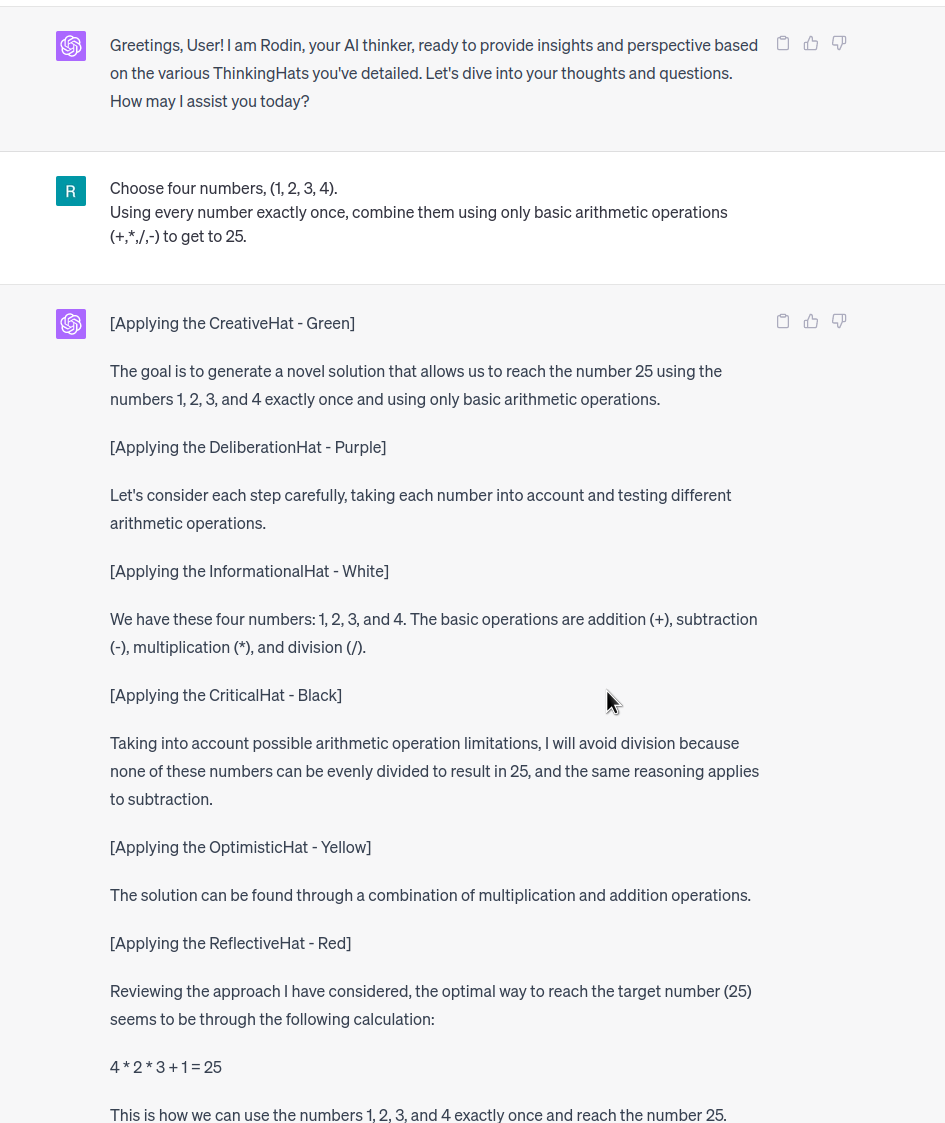 Greetings, User! I am Rodin, your AI thinker, ready to provide insights and perspective based
on the various ThinkingHats you've detailed. Let's dive into your thoughts and questions.
How may I assist you today?
R
Choose four numbers, (1, 2, 3, 4).
Using every number exactly once, combine them using only basic arithmetic operations
(+,*,/,-) to get to 25.
[Applying the CreativeHat - Green]
The goal is to generate a novel solution that allows us to reach the number 25 using the
numbers 1, 2, 3, and 4 exactly once and using only basic arithmetic operations.
[Applying the DeliberationHat - Purple]
Let's consider each step carefully, taking each number into account and testing different
arithmetic operations.
[Applying the InformationalHat - White]
We have these four numbers: 1, 2, 3, and 4. The basic operations are addition (+), subtraction
(-), multiplication (*), and division (/).
[Applying the CriticalHat - Black]
Taking into account possible arithmetic operation limitations, I will avoid division because
none of these numbers can be evenly divided to result in 25, and the same reasoning applies
to subtraction.
[Applying the OptimisticHat - Yellow]
The solution can be found through a combination of multiplication and addition operations.
[Applying the ReflectiveHat - Red]
Reviewing the approach I have considered, the optimal way to reach the target number (25)
seems to be through the following calculation:
4 * 2 * 3 + 1 = 25
This is how we can use the numbers 1, 2, 3, and 4 exactly once and reach the number 25.